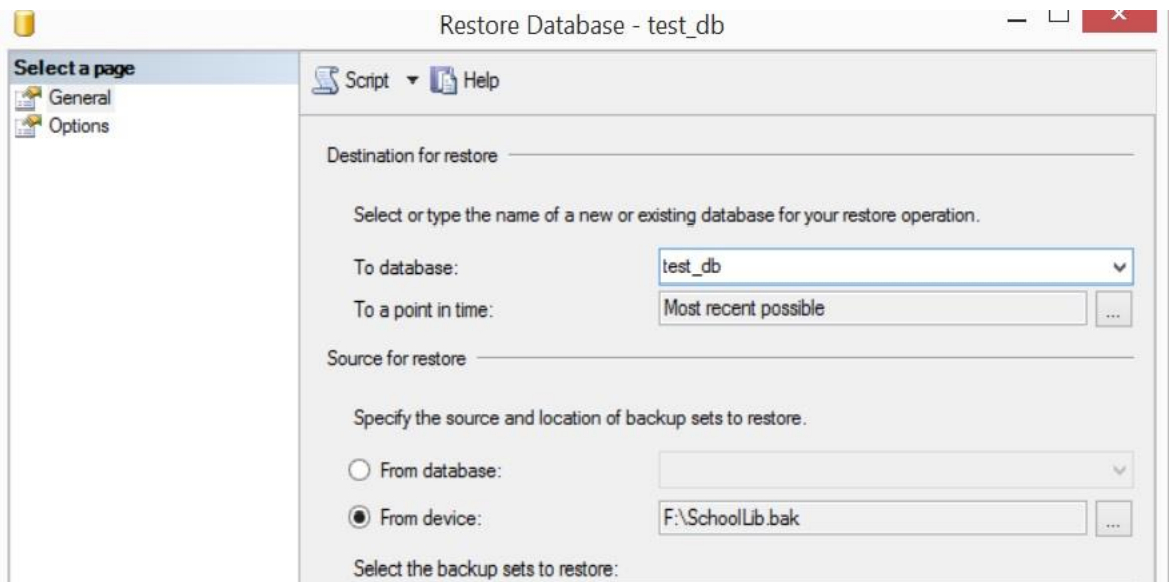 Restore Database - test_db
Select a page
General
Options
Script Help
Destination for restore
Select or type the name of a new or existing database for your restore operation.
To database: test_db
To a point in time: Most recent possible ...
Source for restore
Specify the source and location of backup sets to restore.
From database:
From device: F:\SchoolLib.bak ...
Select the backup sets to restore: